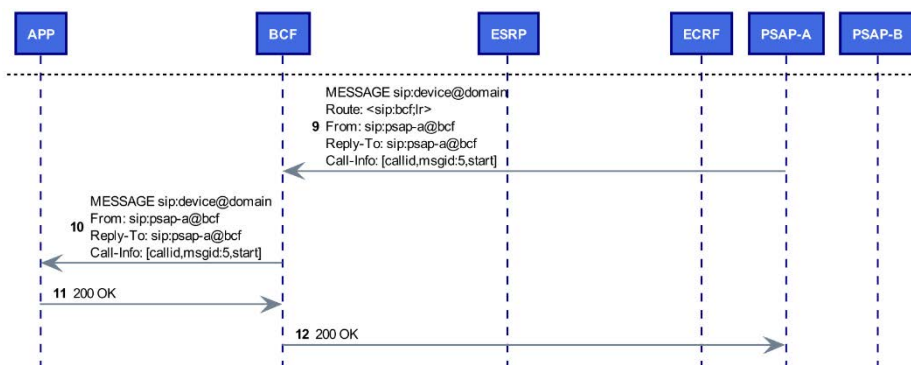 APP BCF ESRP ECRF PSAP-A PSAP-B
MESSAGE sip:device@domain
Route: <sip:bcf;lr>
9 From: sip:psap-a@bcf
Reply-To: sip:psap-a@bcf
Call-Info: [callid,msgid:5,start]
MESSAGE sip:device@domain
From: sip:psap-a@bcf
10 Reply-To: sip:psap-a@bcf
Call-Info: [callid,msgid:5,start]
11 200 OK
12 200 OK